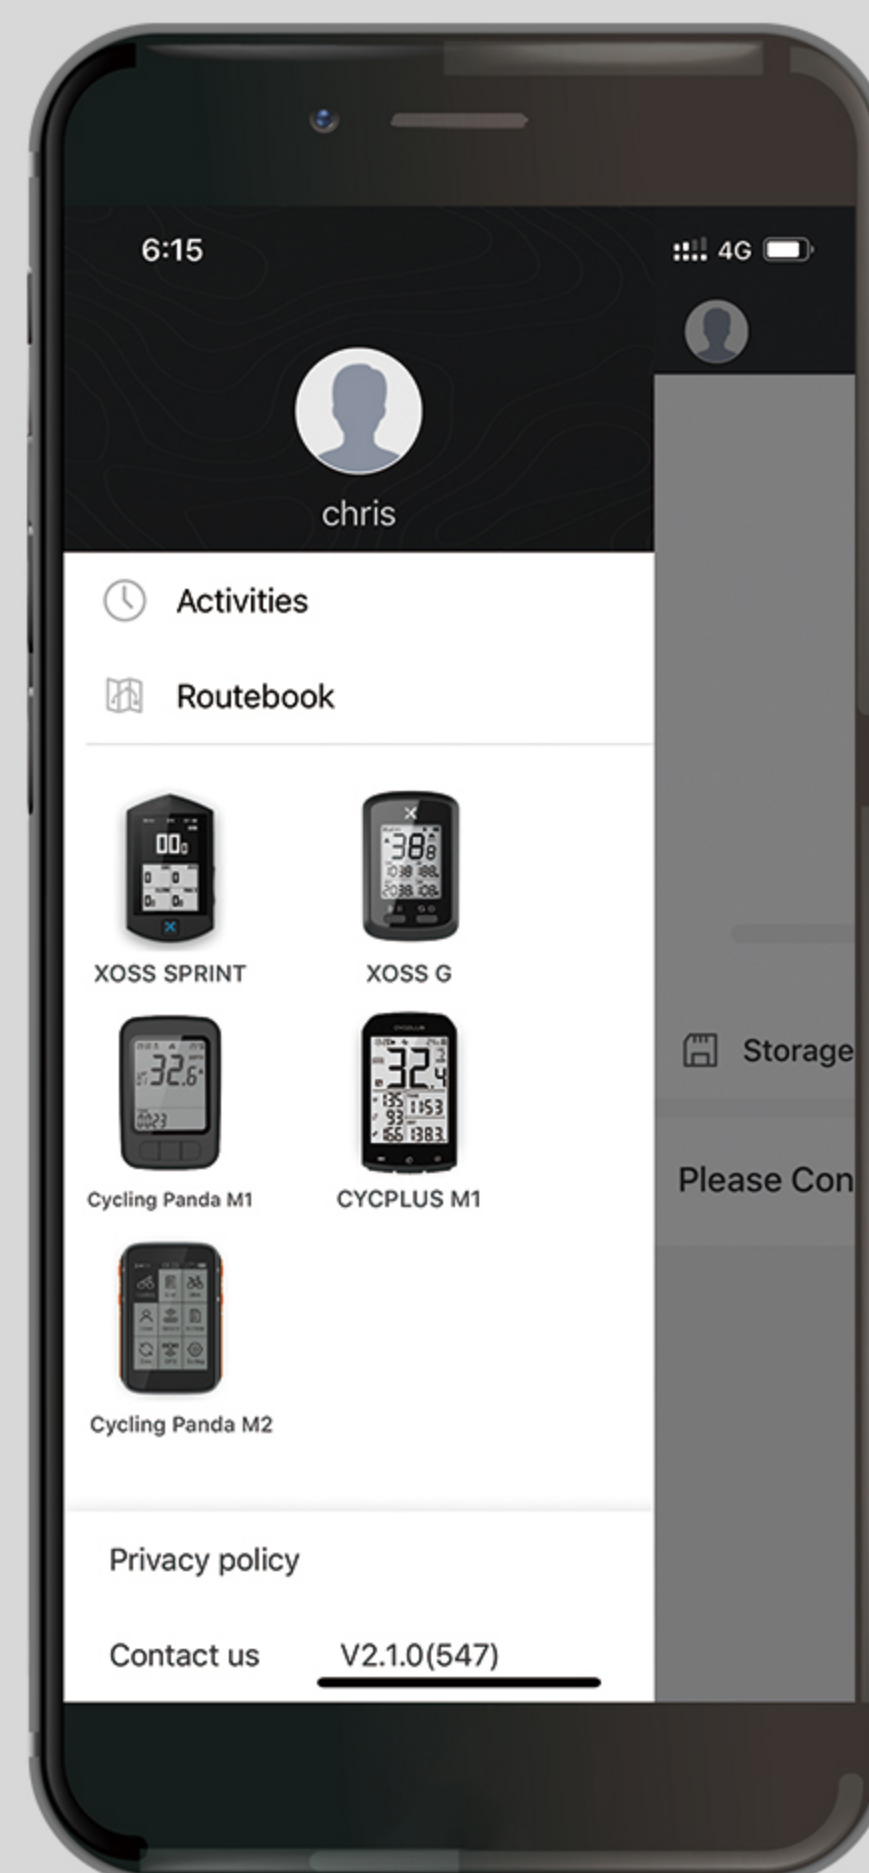 6:15
4G
chris
Activities
Routebook
XOSS SPRINT
XOSS G
Cycling Panda M1
CYCPLUS M1
Cycling Panda M2
Storage
Please Con
Privacy policy
Contact us
V2.1.0(547)